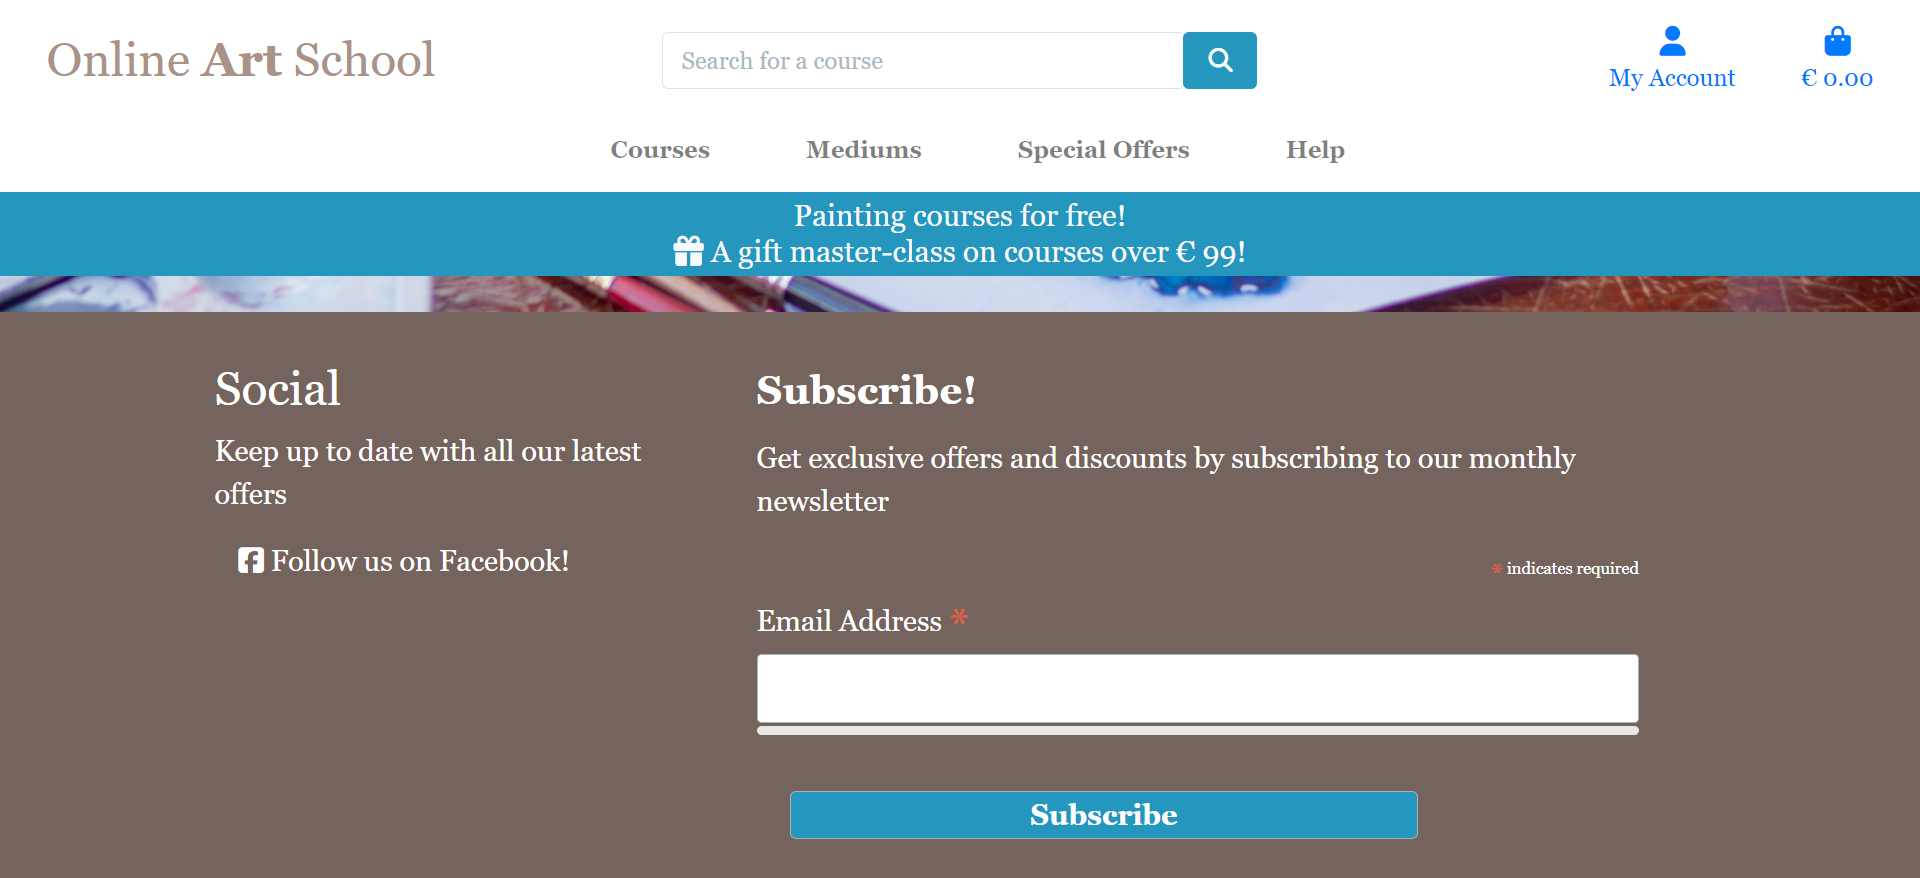 Online Art School
Search for a course
My Account
€ 0.00
Courses
Mediums
Special Offers
Help
Painting courses for free!
A gift master-class on courses over € 99!
Social
Keep up to date with all our latest
offers
Follow us on Facebook!
Subscribe!
Get exclusive offers and discounts by subscribing to our monthly
newsletter
* indicates required
Email Address *
Subscribe